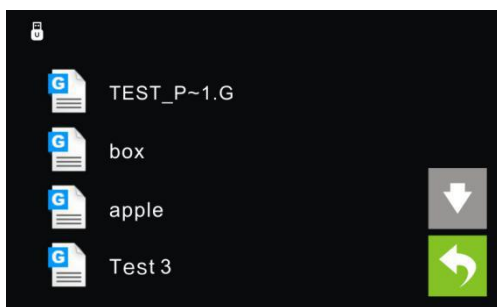 U
G TEST_P~1.G
G box
G apple
G Test 3